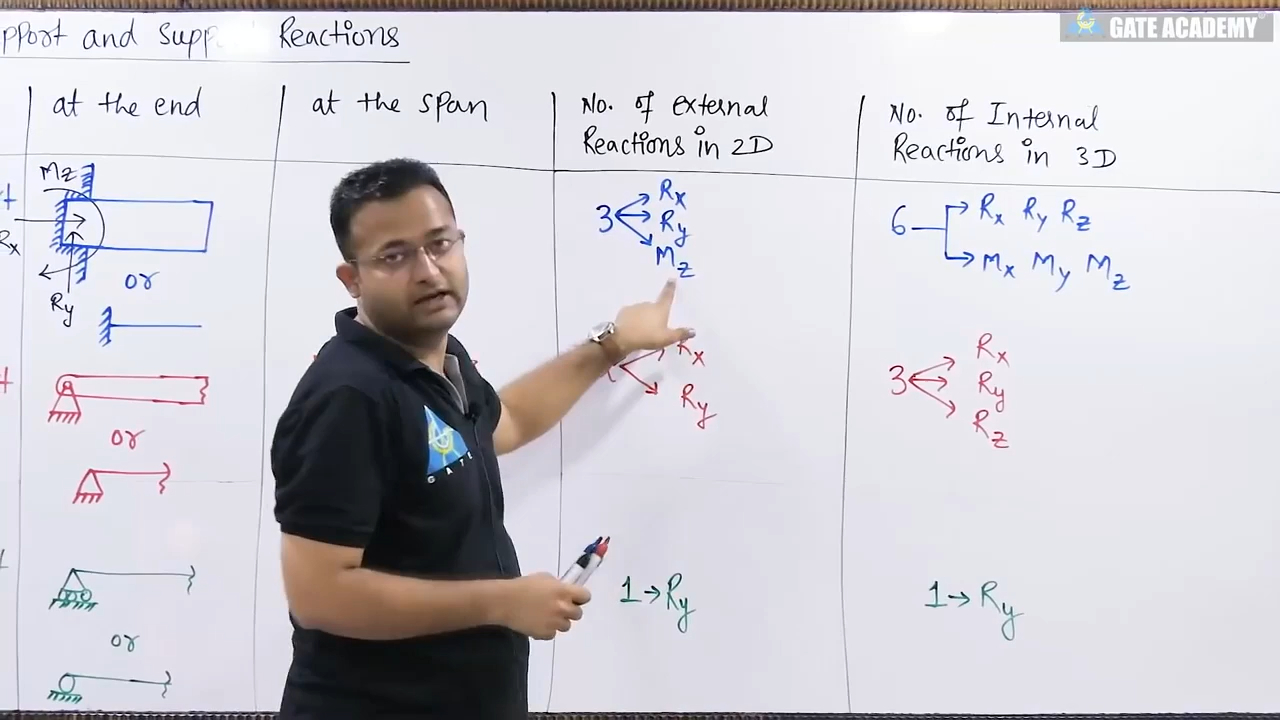 pport and Supp Reactions
GATE ACADEMY
at the end
at the span
No. of external
Reactions in 2D
No. of Internal
Reactions in 3D
Mz
Rx
Ry
or
3
Rx
Ry
Mz
6
Rx Ry Rz
Mx My Mz
t
or
Rx
Ry
3
Rx
Ry
Rz
GATE
or
1→Ry
1→Ry